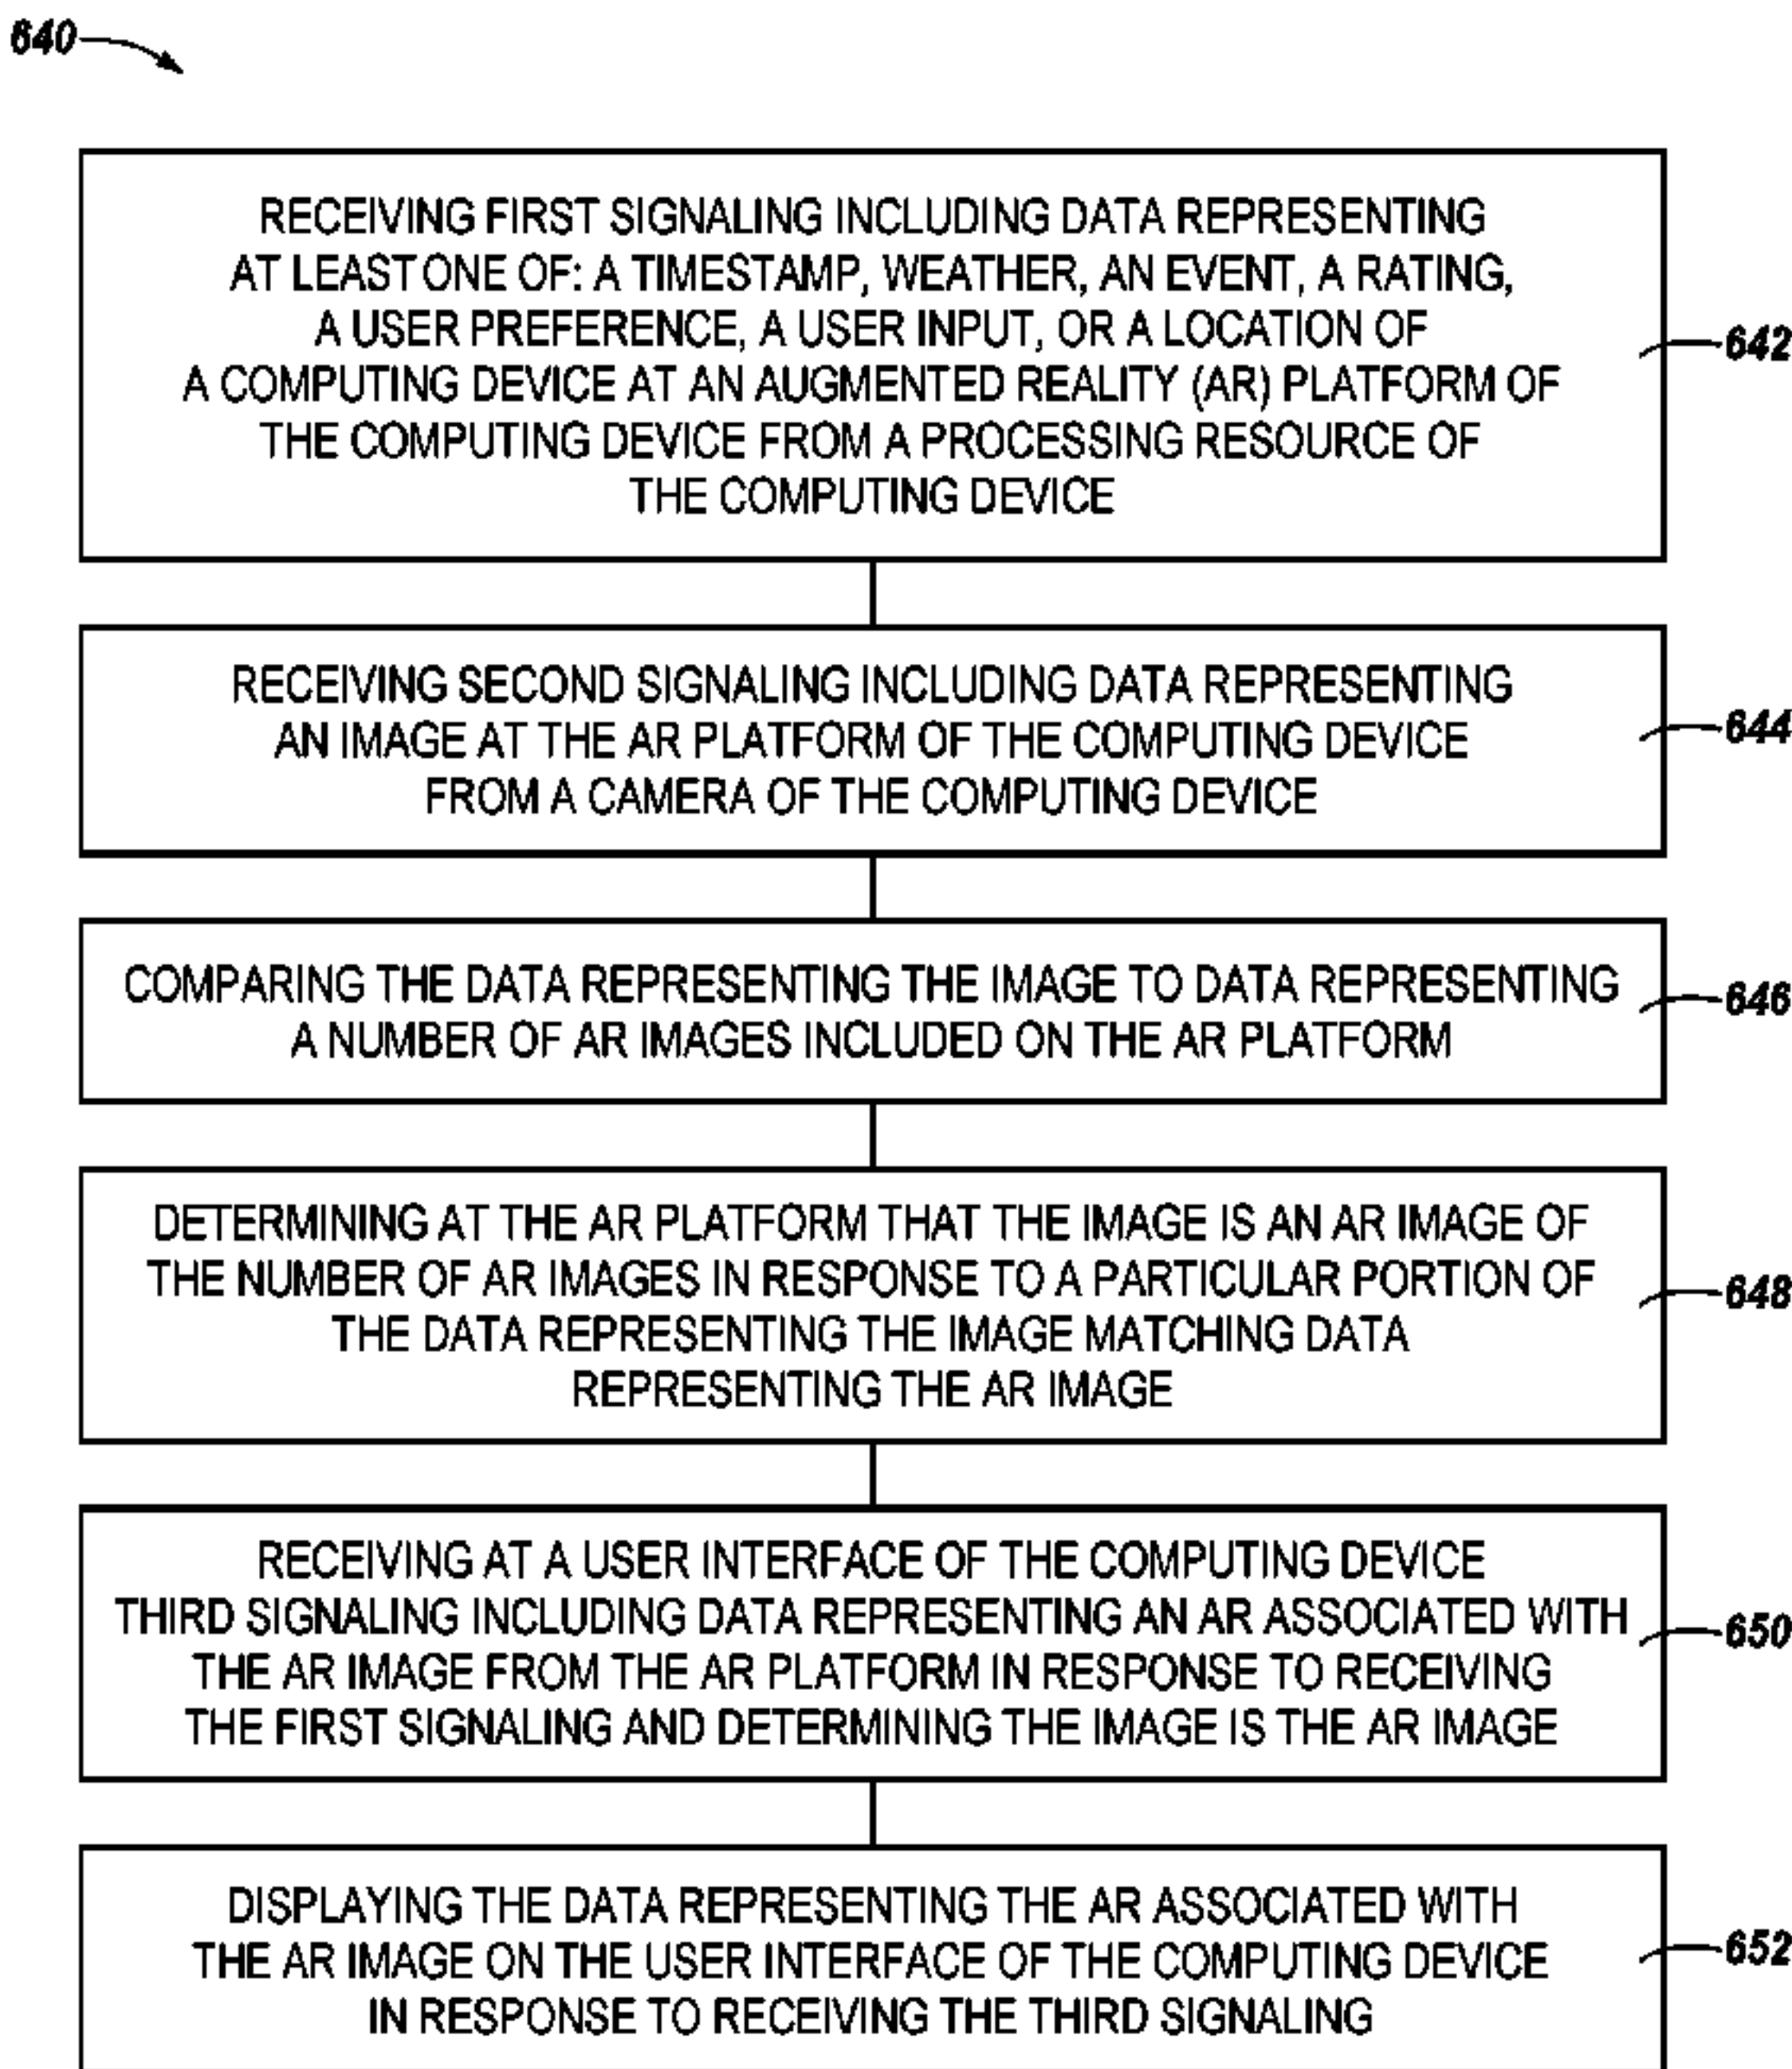 640
RECEIVING FIRST SIGNALING INCLUDING DATA REPRESENTING
AT LEAST ONE OF: A TIMESTAMP, WEATHER, AN EVENT, A RATING,
A USER PREFERENCE, A USER INPUT, OR A LOCATION OF
A COMPUTING DEVICE AT AN AUGMENTED REALITY (AR) PLATFORM OF
THE COMPUTING DEVICE FROM A PROCESSING RESOURCE OF
THE COMPUTING DEVICE
642
RECEIVING SECOND SIGNALING INCLUDING DATA REPRESENTING
AN IMAGE AT THE AR PLATFORM OF THE COMPUTING DEVICE
FROM A CAMERA OF THE COMPUTING DEVICE
644
COMPARING THE DATA REPRESENTING THE IMAGE TO DATA REPRESENTING
A NUMBER OF AR IMAGES INCLUDED ON THE AR PLATFORM
646
DETERMINING AT THE AR PLATFORM THAT THE IMAGE IS AN AR IMAGE OF
THE NUMBER OF AR IMAGES IN RESPONSE TO A PARTICULAR PORTION OF
THE DATA REPRESENTING THE IMAGE MATCHING DATA
REPRESENTING THE AR IMAGE
648
RECEIVING AT A USER INTERFACE OF THE COMPUTING DEVICE
THIRD SIGNALING INCLUDING DATA REPRESENTING AN AR ASSOCIATED WITH
THE AR IMAGE FROM THE AR PLATFORM IN RESPONSE TO RECEIVING
THE FIRST SIGNALING AND DETERMINING THE IMAGE IS THE AR IMAGE
650
DISPLAYING THE DATA REPRESENTING THE AR ASSOCIATED WITH
THE AR IMAGE ON THE USER INTERFACE OF THE COMPUTING DEVICE
IN RESPONSE TO RECEIVING THE THIRD SIGNALING
652